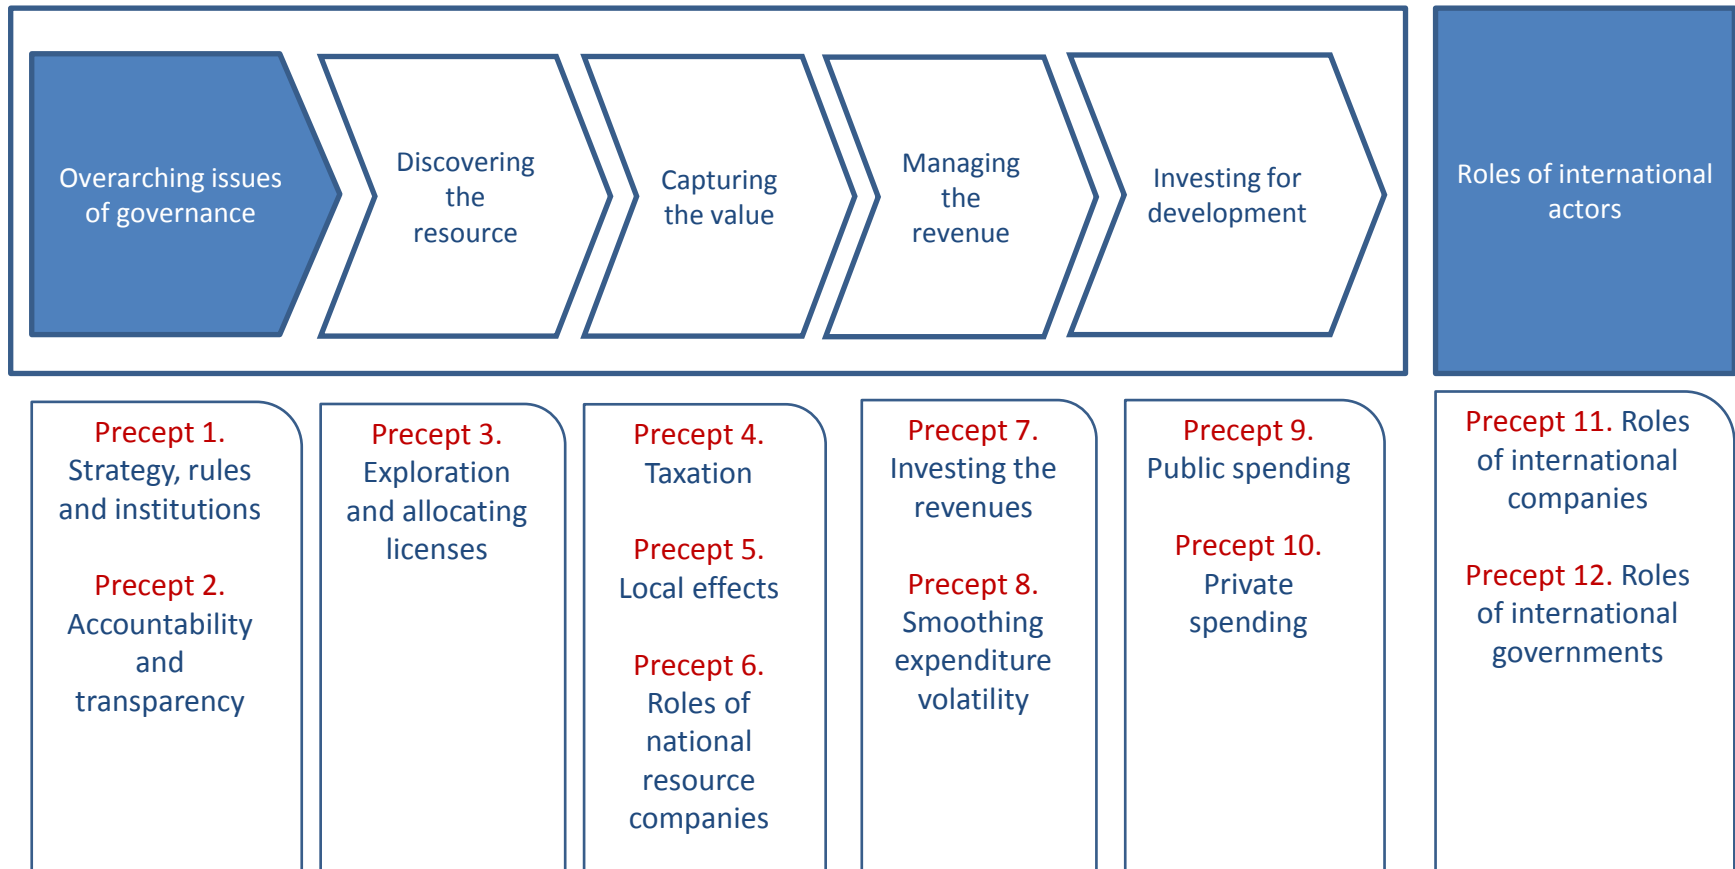 Overarching issues
of governance
Discovering
the
resource
Capturing
the value
Managing
the
revenue
Investing for
development
Roles of international
actors
Precept 1.
Strategy, rules
and institutions
Precept 2.
Accountability
and
transparency
Precept 3.
Exploration
and allocating
licenses
Precept 4.
Taxation
Precept 5.
Local effects
Precept 6.
Roles of
national
resource
companies
Precept 7.
Investing the
revenues
Precept 8.
Smoothing
expenditure
volatility
Precept 9.
Public spending
Precept 10.
Private
spending
Precept 11. Roles
of international
companies
Precept 12. Roles
of international
governments